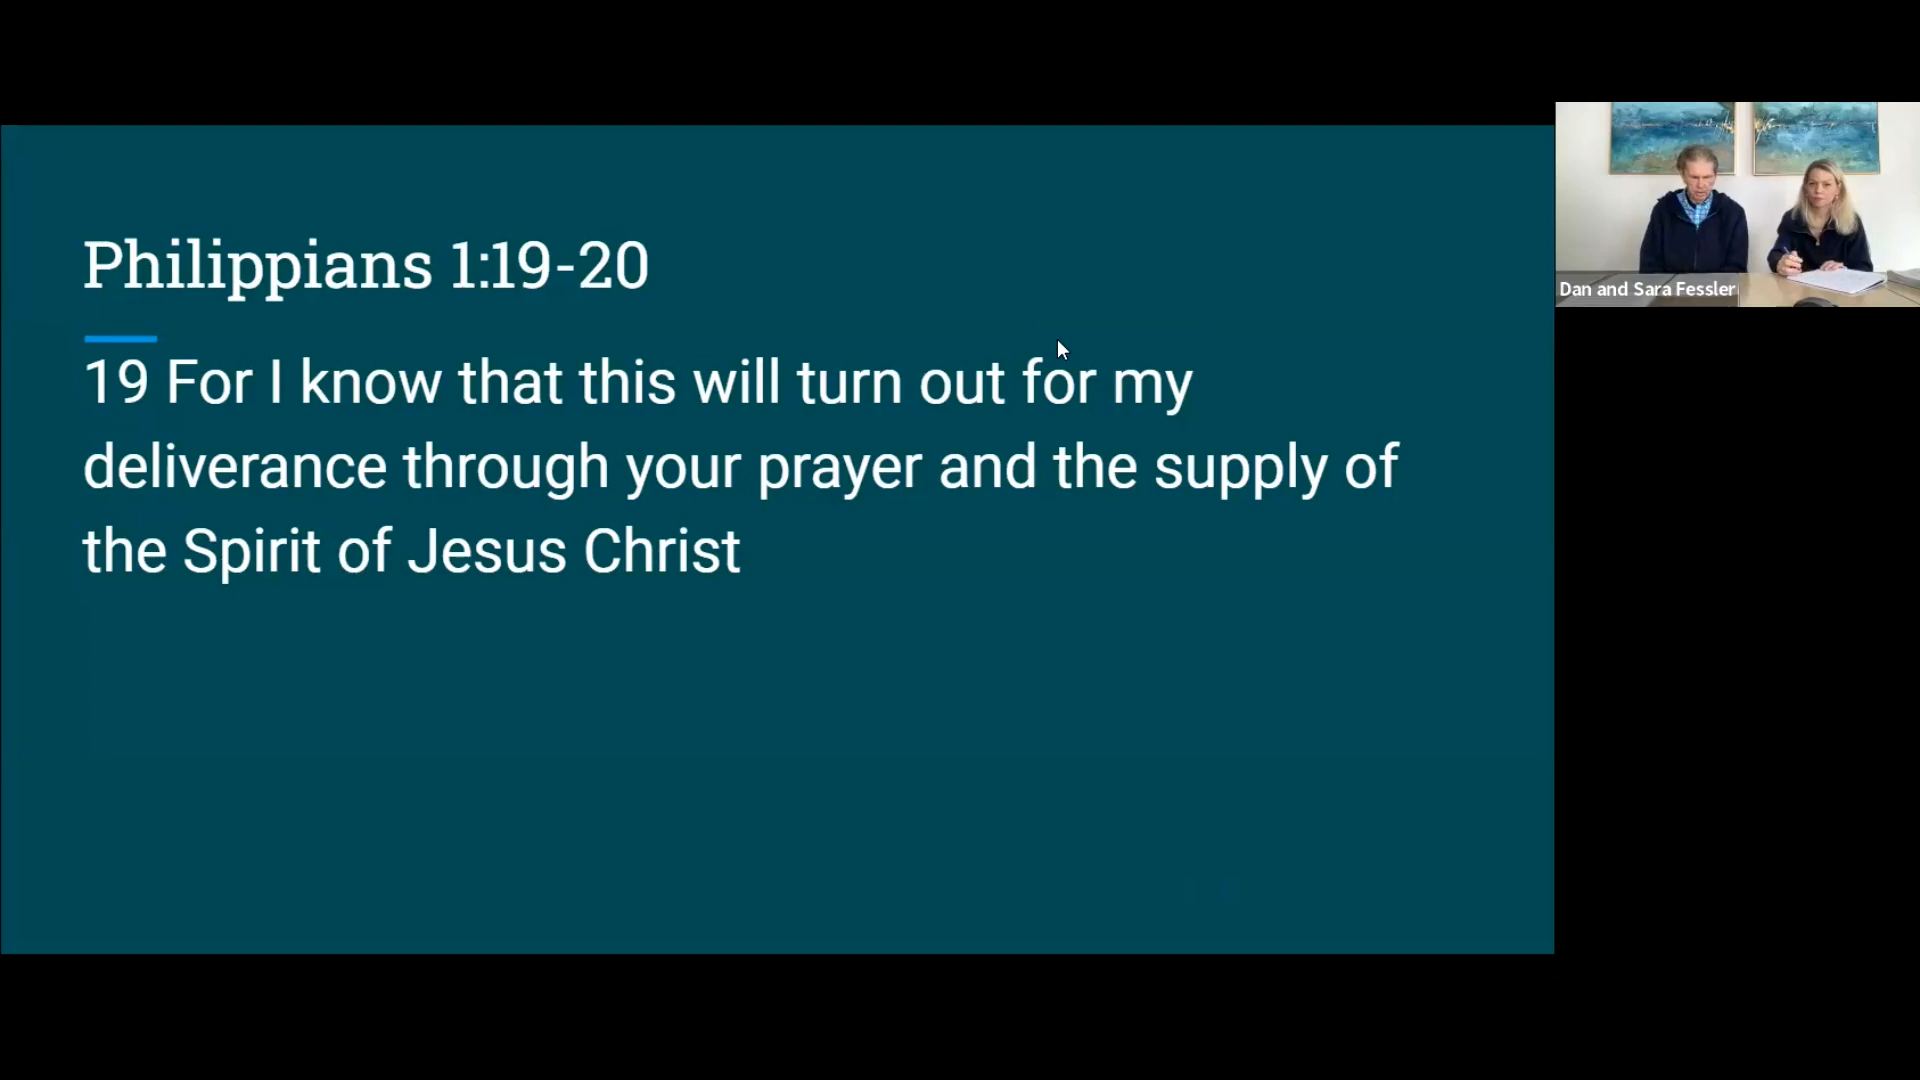 Philippians 1:19-20
19 For I know that this will turn out for my
deliverance through your prayer and the supply of
the Spirit of Jesus Christ
Dan and Sara Fessler